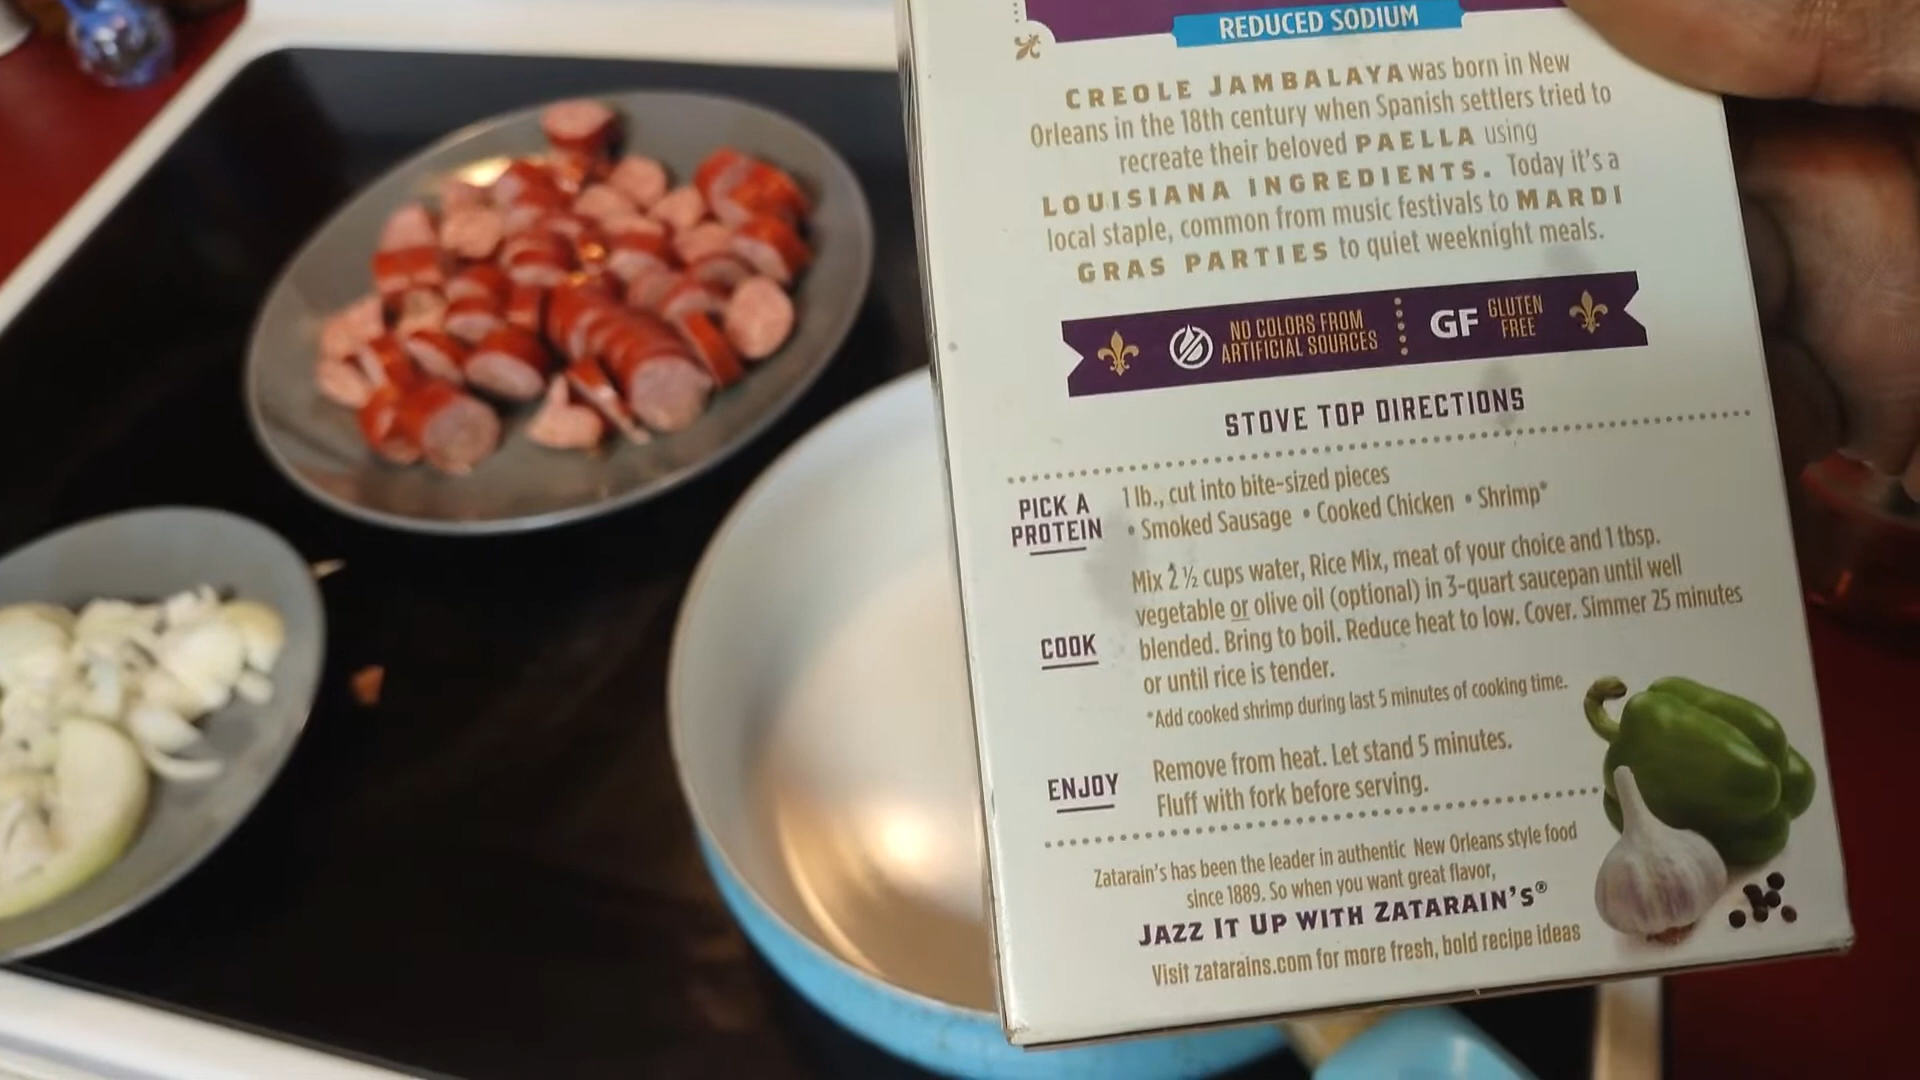 REDUCED SODIUM
CREOLE JAMBALAYA was born in New
Orleans in the 18th century when Spanish settlers tried to
recreate their beloved PAELLA using
LOUISIANA INGREDIENTS. Today it's a
local staple, common from music festivals to MARDI
GRAS PARTIES to quiet weeknight meals.
NO COLORS FROM
ARTIFICIAL SOURCES
GF
GLUTEN
FREE
STOVE TOP DIRECTIONS
PICK A
PROTEIN
1 lb., cut into bite-sized pieces
• Smoked Sausage • Cooked Chicken • Shrimp*
COOK
Mix 2 ½ cups water, Rice Mix, meat of your choice and 1 tbsp.
vegetable or olive oil (optional) in 3-quart saucepan until well
blended. Bring to boil. Reduce heat to low. Cover. Simmer 25 minutes
or until rice is tender.
*Add cooked shrimp during last 5 minutes of cooking time.
ENJOY
Remove from heat. Let stand 5 minutes.
Fluff with fork before serving.
Zatarain's has been the leader in authentic New Orleans style food
since 1889. So when you want great flavor,
JAZZ IT UP WITH ZATARAIN'S®
Visit zatarains.com for more fresh, bold recipe ideas